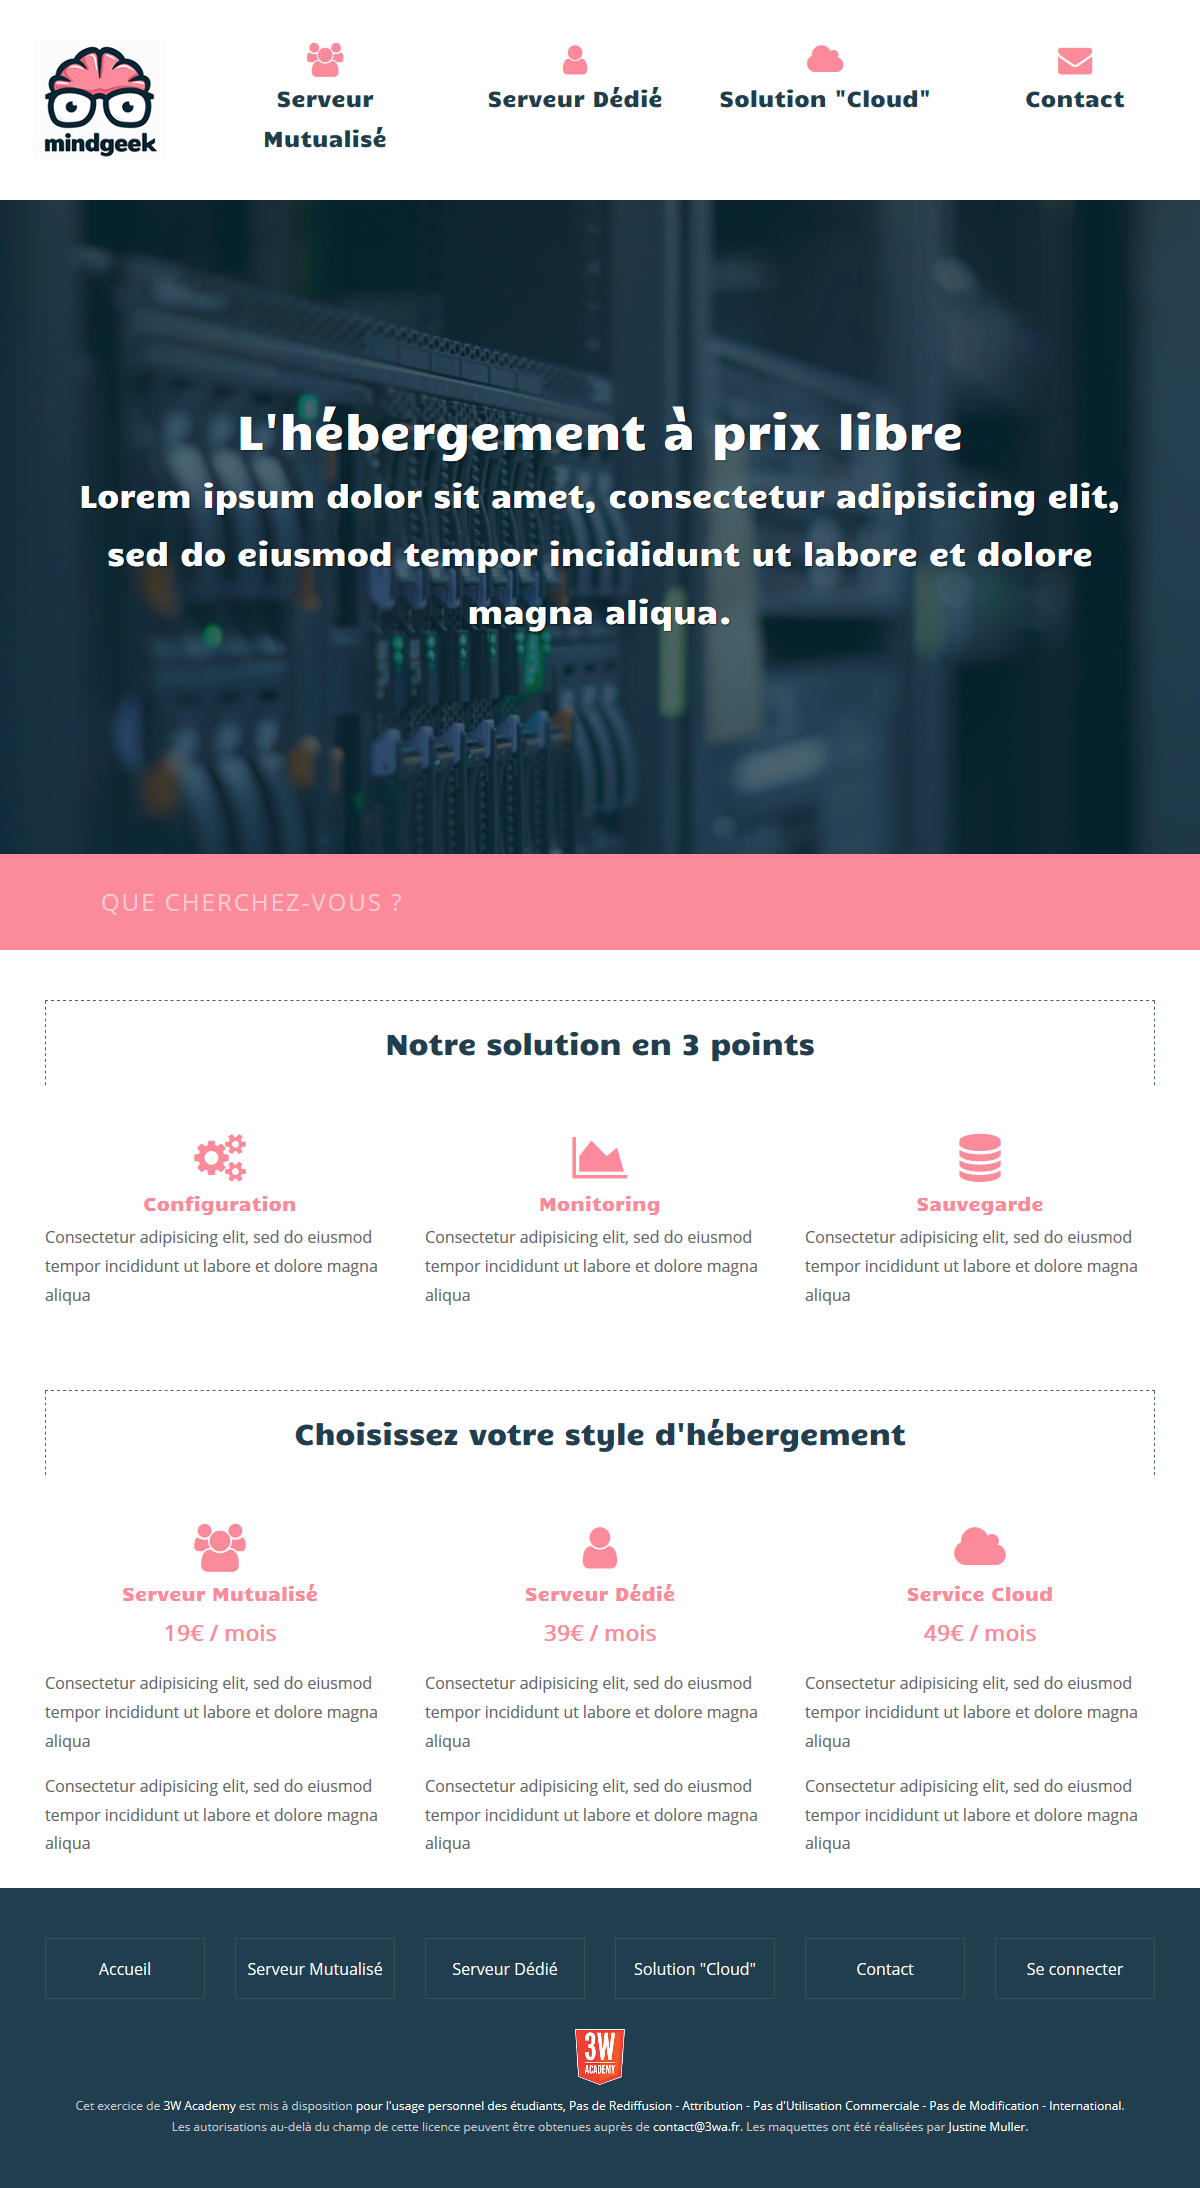 mindgeek
Serveur
Mutualisé
Serveur Dédié
Solution "Cloud"
Contact
L'hébergement à prix libre
Lorem ipsum dolor sit amet, consectetur adipisicing elit,
sed do eiusmod tempor incididunt ut labore et dolore
magna aliqua.
QUE CHERCHEZ-VOUS ?
Notre solution en 3 points
Configuration
Consectetur adipisicing elit, sed do eiusmod
tempor incididunt ut labore et dolore magna
aliqua
Monitoring
Consectetur adipisicing elit, sed do eiusmod
tempor incididunt ut labore et dolore magna
aliqua
Sauvegarde
Consectetur adipisicing elit, sed do eiusmod
tempor incididunt ut labore et dolore magna
aliqua
Choisissez votre style d'hébergement
Serveur Mutualisé
19€ / mois
Consectetur adipisicing elit, sed do eiusmod
tempor incididunt ut labore et dolore magna
aliqua
Consectetur adipisicing elit, sed do eiusmod
tempor incididunt ut labore et dolore magna
aliqua
Serveur Dédié
39€ / mois
Consectetur adipisicing elit, sed do eiusmod
tempor incididunt ut labore et dolore magna
aliqua
Consectetur adipisicing elit, sed do eiusmod
tempor incididunt ut labore et dolore magna
aliqua
Service Cloud
49€ / mois
Consectetur adipisicing elit, sed do eiusmod
tempor incididunt ut labore et dolore magna
aliqua
Consectetur adipisicing elit, sed do eiusmod
tempor incididunt ut labore et dolore magna
aliqua
Accueil
Serveur Mutualisé
Serveur Dédié
Solution "Cloud"
Contact
Se connecter
3W
ACADEMY
Cet exercice de 3W Academy est mis à disposition pour l'usage personnel des étudiants, Pas de Rediffusion - Attribution - Pas d'Utilisation Commerciale - Pas de Modification - International.
Les autorisations au-delà du champ de cette licence peuvent être obtenues auprès de contact@3wa.fr. Les maquettes ont été réalisées par Justine Muller.